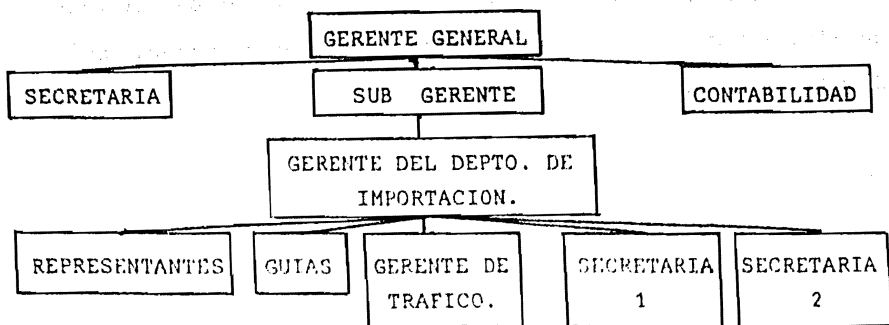 GERENTE GENERAL
SECRETARIA
SUB GERENTE
CONTABILIDAD
GERENTE DEL DEPTO. DE
IMPORTACION.
REPRESENTANTES
GUIAS
GERENTE DE
TRAFICO.
SECRETARIA
1
SECRETARIA
2